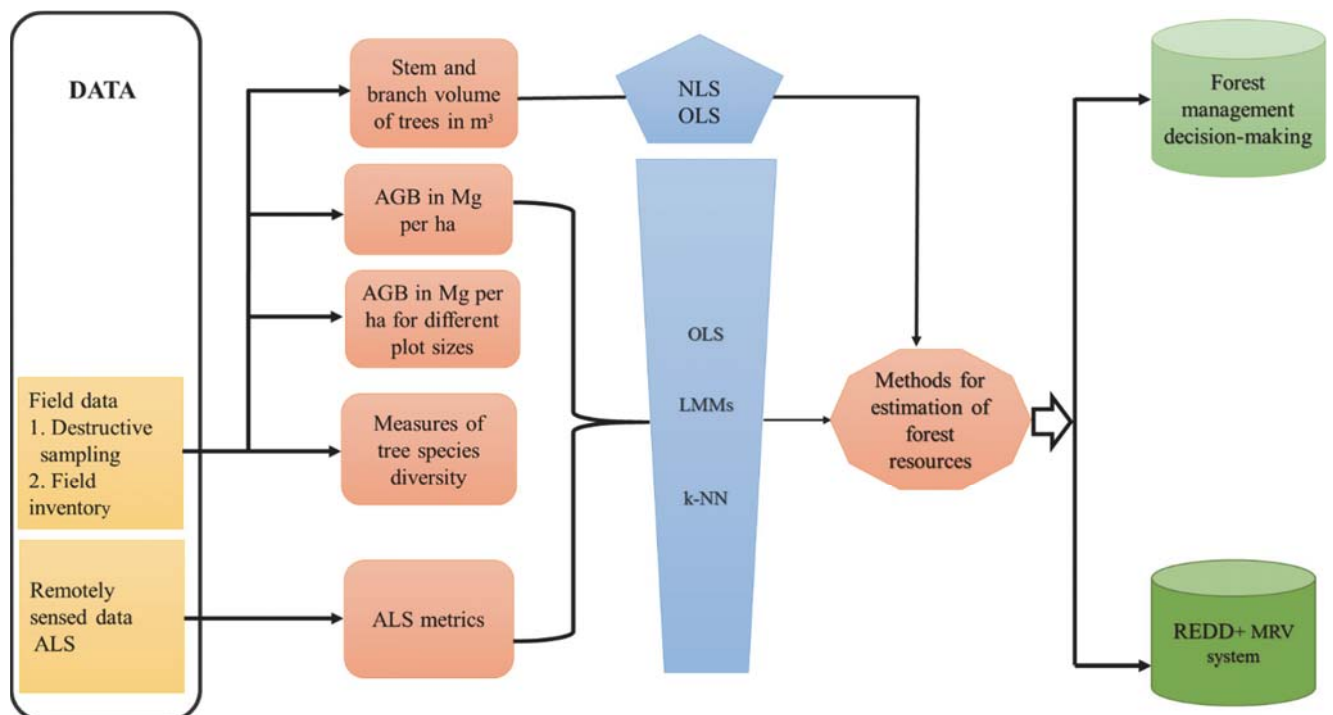 DATA
Field data
1. Destructive
sampling
2. Field
inventory
Remotely
sensed data
ALS
Stem and
branch volume
of trees in m³
AGB in Mg
per ha
AGB in Mg per
ha for different
plot sizes
Measures of
tree species
diversity
ALS metrics
NLS
OLS
OLS
LMMs
k-NN
Methods for
estimation of
forest
resources
Forest
management
decision-making
REDD+ MRV
system